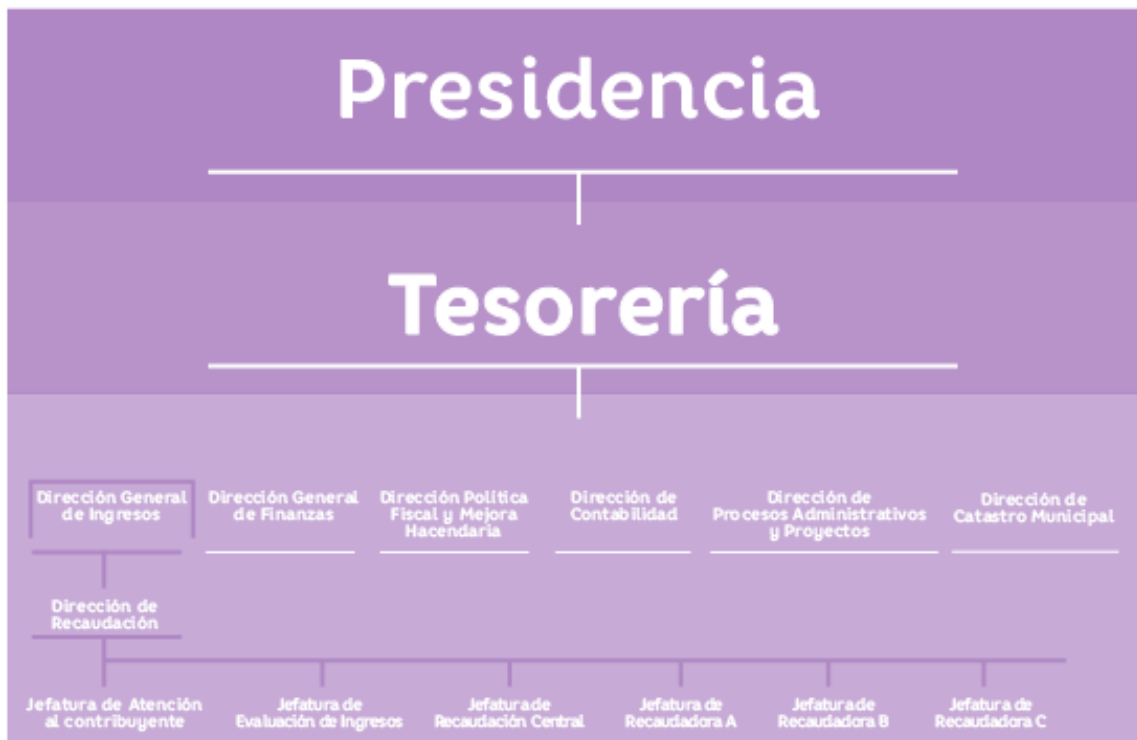 Presidencia
Tesorería
Dirección General
de Ingresos
Dirección General
de Finanzas
Dirección Política
Fiscal y Mejora
Hacendaria
Dirección de
Contabilidad
Dirección de
Procesos Administrativos
y Proyectos
Dirección de
Catastro Municipal
Dirección de
Recaudación
Jefatura de Atención
al contribuyente
Jefatura de
Evaluación de Ingresos
Jefatura de
Recaudación Central
Jefatura de
Recaudadora A
Jefatura de
Recaudadora B
Jefatura de
Recaudadora C